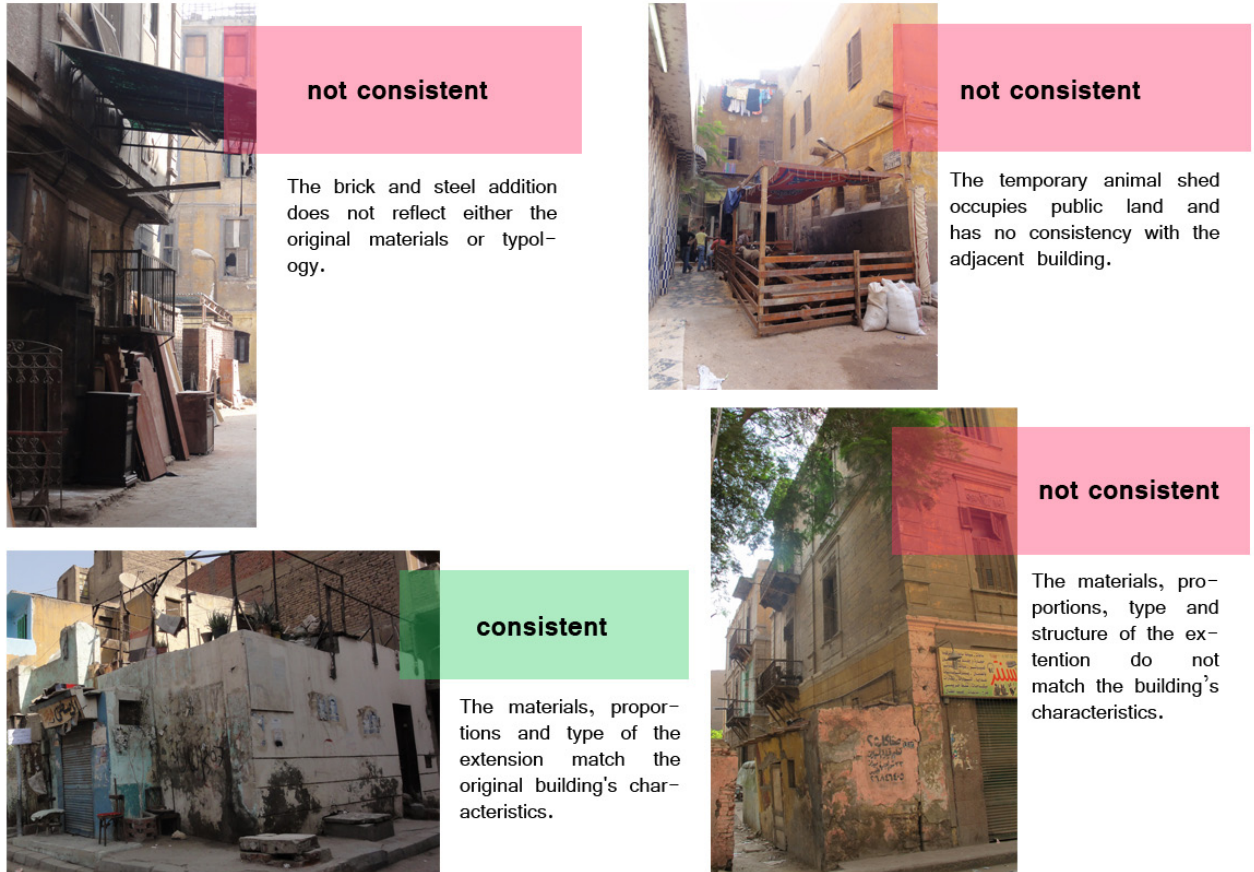 not consistent
The brick and steel addition
does not reflect either the
original materials or typol-
ogy.
not consistent
The temporary animal shed
occupies public land and
has no consistency with the
adjacent building.
consistent
The materials, propor-
tions and type of the
extension match the
original building's char-
acteristics.
not consistent
The materials, pro-
portions, type and
structure of the ex-
tention do not
match the building's
characteristics.
سنتر